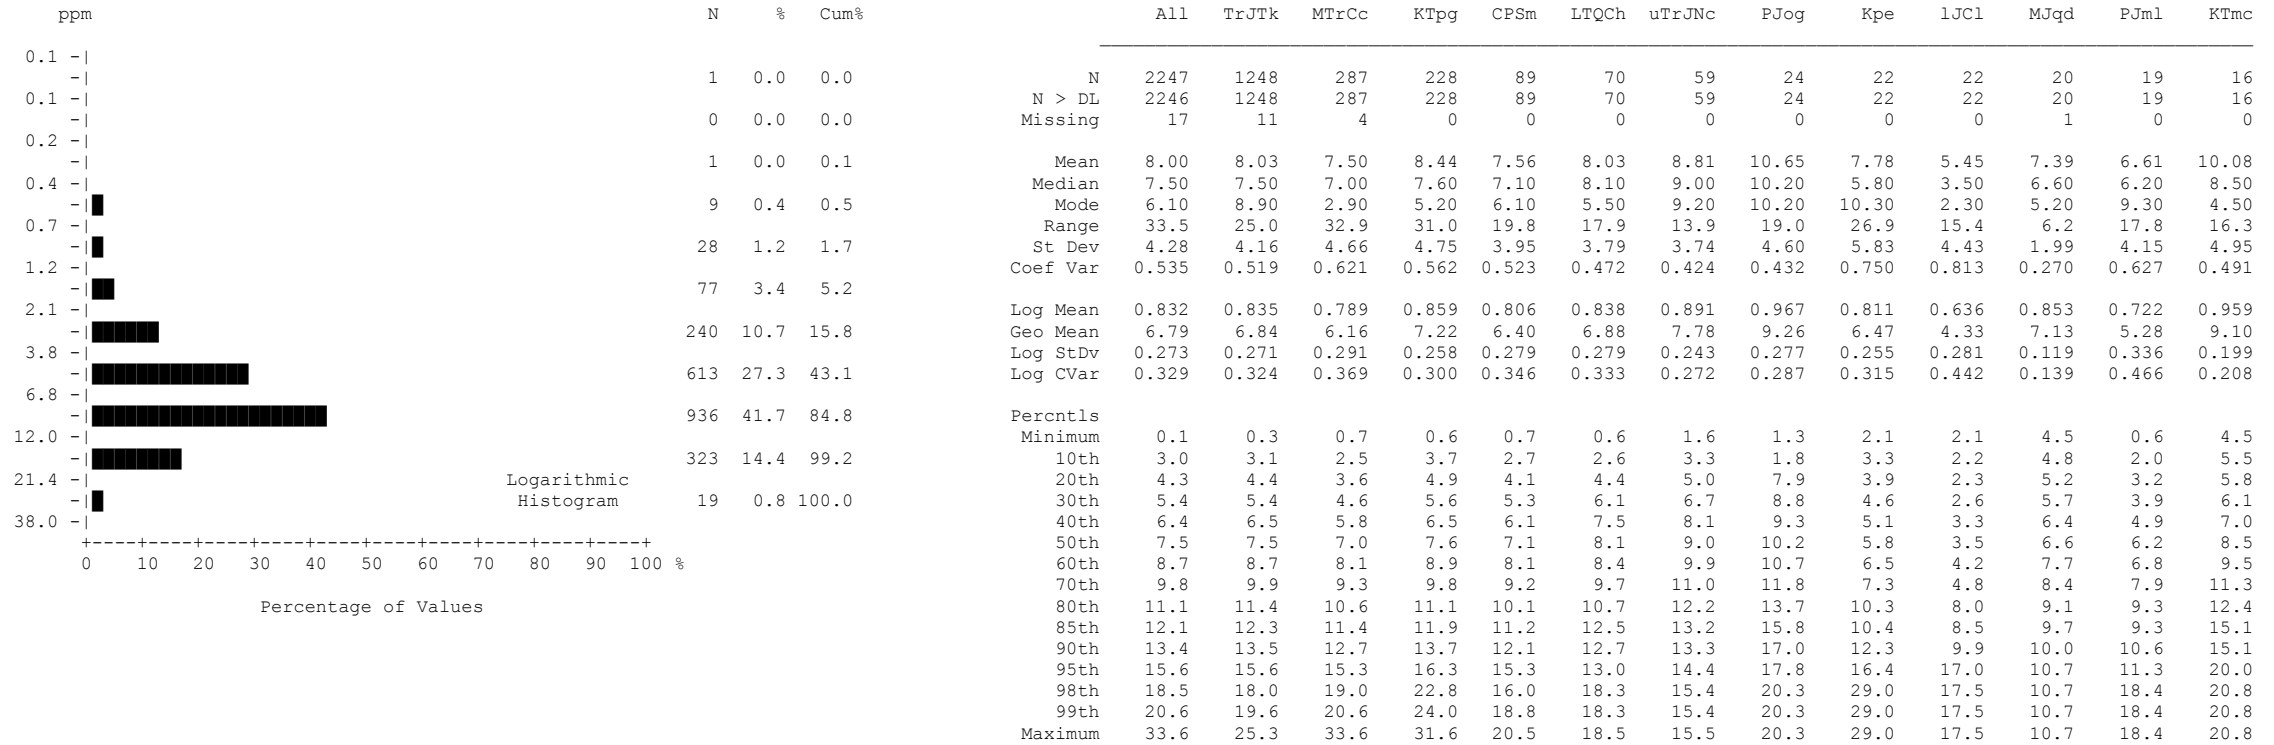 ppm N % Cum% All TrJTk MTrCc KTpg CPSm LTQCh uTrJNc PJog Kpe lJCl MJqd PJml KTmc
0.1 -|
-| 1 0.0 0.0 N 2247 1248 287 228 89 70 59 24 22 22 20 19 16
0.1 -| N > DL 2246 1248 287 228 89 70 59 24 22 22 20 19 16
-| 0 0.0 0.0 Missing 17 11 4 0 0 0 0 0 0 0 1 0 0
0.2 -|
-| 1 0.0 0.1 Mean 8.00 8.03 7.50 8.44 7.56 8.03 8.81 10.65 7.78 5.45 7.39 6.61 10.08
0.4 -| Median 7.50 7.50 7.00 7.60 7.10 8.10 9.00 10.20 5.80 3.50 6.60 6.20 8.50
-| 9 0.4 0.5 Mode 6.10 8.90 2.90 5.20 6.10 5.50 9.20 10.20 10.30 2.30 5.20 9.30 4.50
0.7 -| Range 33.5 25.0 32.9 31.0 19.8 17.9 13.9 19.0 26.9 15.4 6.2 17.8 16.3
-| 28 1.2 1.7 St Dev 4.28 4.16 4.66 4.75 3.95 3.79 3.74 4.60 5.83 4.43 1.99 4.15 4.95
1.2 -| Coef Var 0.535 0.519 0.621 0.562 0.523 0.472 0.424 0.432 0.750 0.813 0.270 0.627 0.491
-| 77 3.4 5.2
2.1 -| Log Mean 0.832 0.835 0.789 0.859 0.806 0.838 0.891 0.967 0.811 0.636 0.853 0.722 0.959
-| 240 10.7 15.8 Geo Mean 6.79 6.84 6.16 7.22 6.40 6.88 7.78 9.26 6.47 4.33 7.13 5.28 9.10
3.8 -| Log StDv 0.273 0.271 0.291 0.258 0.279 0.279 0.243 0.277 0.255 0.281 0.119 0.336 0.199
-| 613 27.3 43.1 Log CVar 0.329 0.324 0.369 0.300 0.346 0.333 0.272 0.287 0.315 0.442 0.139 0.466 0.208
6.8 -|
-| 936 41.7 84.8 Percntls
12.0 -| Minimum 0.1 0.3 0.7 0.6 0.7 0.6 1.6 1.3 2.1 2.1 4.5 0.6 4.5
-| 323 14.4 99.2 10th 3.0 3.1 2.5 3.7 2.7 2.6 3.3 1.8 3.3 2.2 4.8 2.0 5.5
21.4 -| Logarithmic 20th 4.3 4.4 3.6 4.9 4.1 4.4 5.0 7.9 3.9 2.3 5.2 3.2 5.8
-| Histogram 19 0.8 100.0 30th 5.4 5.4 4.6 5.6 5.3 6.1 6.7 8.8 4.6 2.6 5.7 3.9 6.1
38.0 -| 40th 6.4 6.5 5.8 6.5 6.1 7.5 8.1 9.3 5.1 3.3 6.4 4.9 7.0
+----+----+----+----+----+----+----+----+----+----+ 50th 7.5 7.5 7.0 7.6 7.1 8.1 9.0 10.2 5.8 3.5 6.6 6.2 8.5
0 10 20 30 40 50 60 70 80 90 100 % 60th 8.7 8.7 8.1 8.9 8.1 8.4 9.9 10.7 6.5 4.2 7.7 6.8 9.5
70th 9.8 9.9 9.3 9.8 9.2 9.7 11.0 11.8 7.3 4.8 8.4 7.9 11.3
Percentage of Values 80th 11.1 11.4 10.6 11.1 10.1 10.7 12.2 13.7 10.3 8.0 9.1 9.3 12.4
85th 12.1 12.3 11.4 11.9 11.2 12.5 13.2 15.8 10.4 8.5 9.7 9.3 15.1
90th 13.4 13.5 12.7 13.7 12.1 12.7 13.3 17.0 12.3 9.9 10.0 10.6 15.1
95th 15.6 15.6 15.3 16.3 15.3 13.0 14.4 17.8 16.4 17.0 10.7 11.3 20.0
98th 18.5 18.0 19.0 22.8 16.0 18.3 15.4 20.3 29.0 17.5 10.7 18.4 20.8
99th 20.6 19.6 20.6 24.0 18.8 18.3 15.4 20.3 29.0 17.5 10.7 18.4 20.8
Maximum 33.6 25.3 33.6 31.6 20.5 18.5 15.5 20.3 29.0 17.5 10.7 18.4 20.8